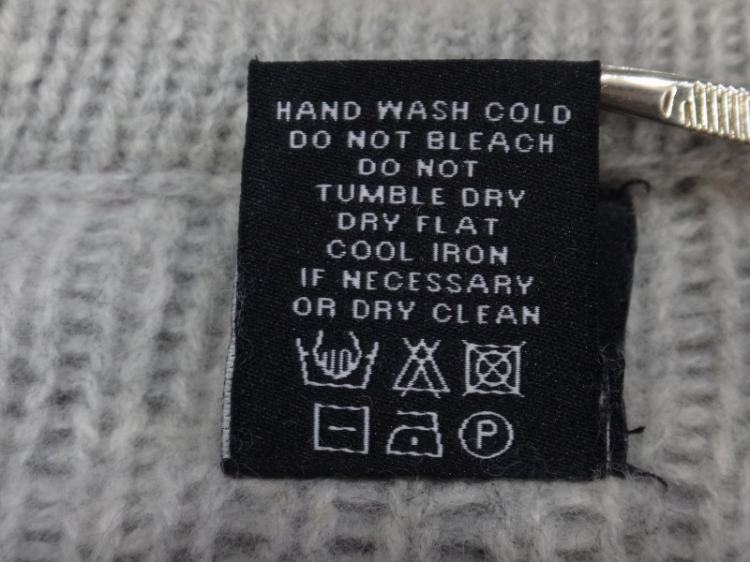 HAND WASH COLD
DO NOT BLEACH
DO NOT
TUMBLE DRY
DRY FLAT
COOL IRON
IF NECESSARY
OR DRY CLEAN
P